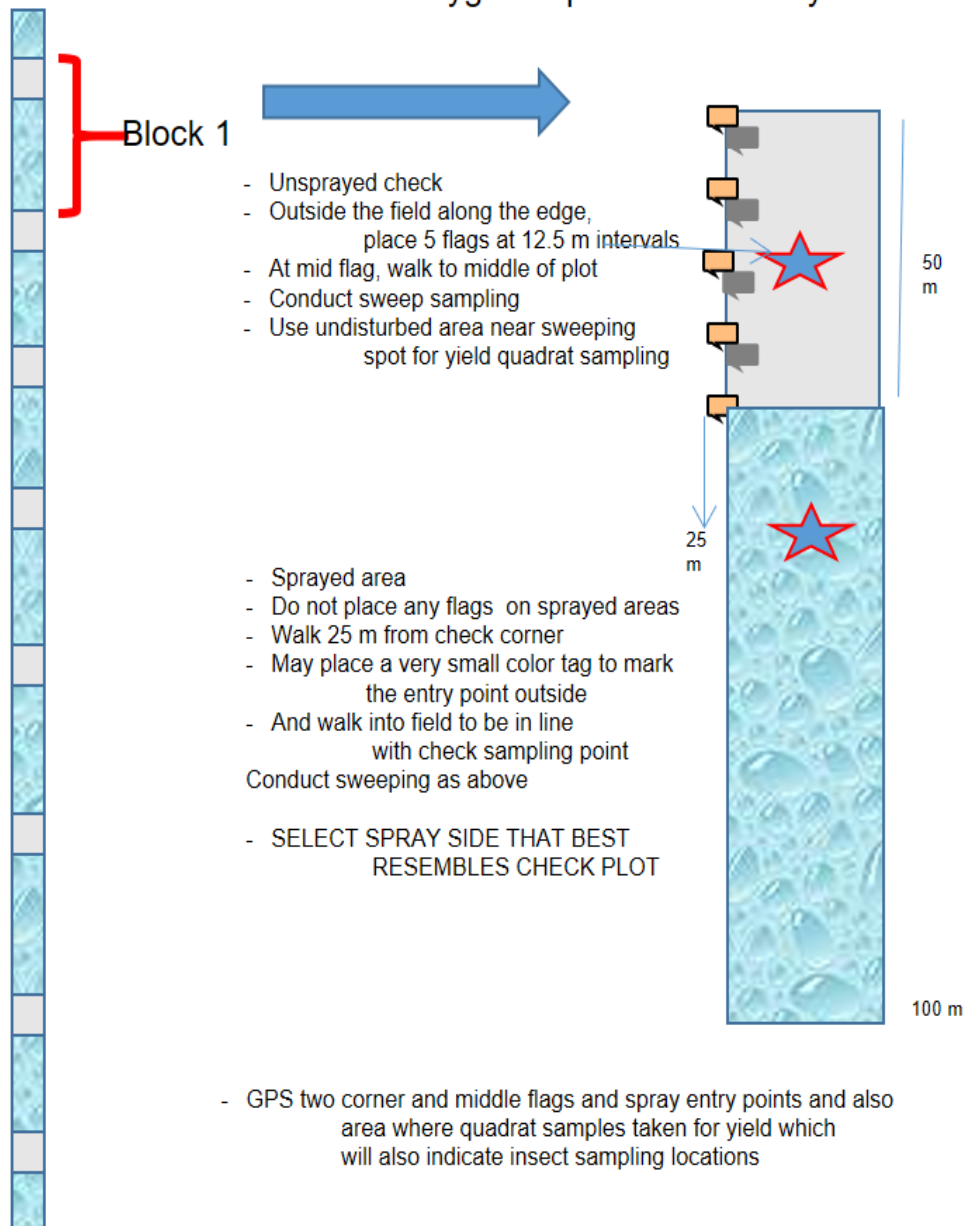 Block 1
- Unsprayed check
- Outside the field along the edge,
place 5 flags at 12.5 m intervals
- At mid flag, walk to middle of plot
- Conduct sweep sampling
- Use undisturbed area near sweeping
spot for yield quadrat sampling
50
m
25
m
- Sprayed area
- Do not place any flags on sprayed areas
- Walk 25 m from check corner
- May place a very small color tag to mark
the entry point outside
- And walk into field to be in line
with check sampling point
Conduct sweeping as above
- SELECT SPRAY SIDE THAT BEST
RESEMBLES CHECK PLOT
100 m
- GPS two corner and middle flags and spray entry points and also
area where quadrat samples taken for yield which
will also indicate insect sampling locations